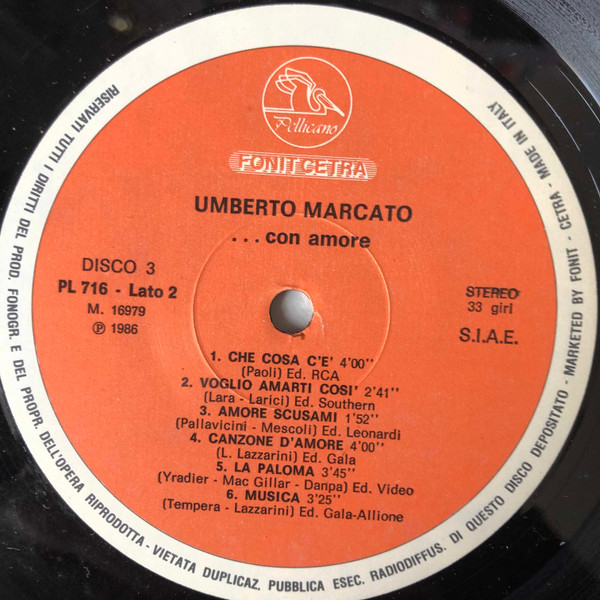 Pellicano
FONIT CETRA
UMBERTO MARCATO
...con amore
DISCO 3
PL 716 - Lato 2
M. 16979
Ⓟ 1986
STEREO
33 giri
S.I.A.E.
1. CHE COSA C'E' 4'00''
(Paoli) Ed. RCA
2. VOGLIO AMARTI COSI' 2'41''
(Lara - Larici) Ed. Southern
3. AMORE SCUSAMI 1'52''
(Pallavicini - Mescoli) Ed. Leonardi
4. CANZONE D'AMORE 4'00''
(L. Lazzarini) Ed. Gala
5. LA PALOMA 3'45''
(Yradier - Mac Gillar - Danpa) Ed. Video
6. MUSICA 3'25''
(Tempera - Lazzarini) Ed. Gala-Allione
RISERVATI TUTTI I DIRITTI DEL PROD. FONOGR. E DEL PROPR. DELL'OPERA RIPRODOTTA - VIETATA DUPLICAZ. PUBBLICA ESEC. RADIODIFFUS. DI QUESTO DISCO DEPOSITATO - MARKETED BY FONIT - CETRA - MADE IN ITALY